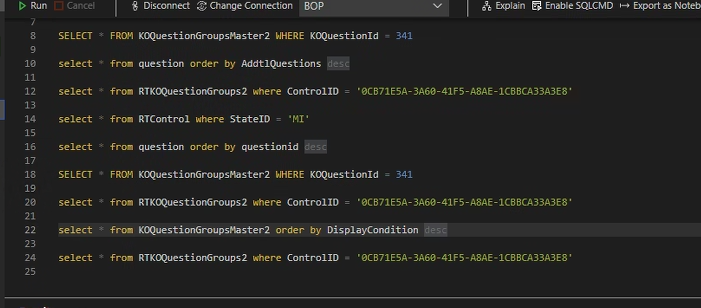 Run Cancel Disconnect Change Connection BOP Explain Enable SQLCMD Export as Noteb
7
8 SELECT * FROM KOQuestionGroupsMaster2 WHERE KOQuestionId = 341
9
10 select * from question order by AddtlQuestions desc
11
12 select * from RTKOQuestionGroups2 where ControlID = '0CB71E5A-3A60-41F5-A8AE-1CBBCA33A3E8'
13
14 select * from RTControl where StateID = 'MI'
15
16 select * from question order by questionid desc
17
18 SELECT * FROM KOQuestionGroupsMaster2 WHERE KOQuestionId = 341
19
20 select * from RTKOQuestionGroups2 where ControlID = '0CB71E5A-3A60-41F5-A8AE-1CBBCA33A3E8'
21
22 select * from KOQuestionGroupsMaster2 order by DisplayCondition desc
23
24 select * from RTKOQuestionGroups2 where ControlID = '0CB71E5A-3A60-41F5-A8AE-1CBBCA33A3E8'
25